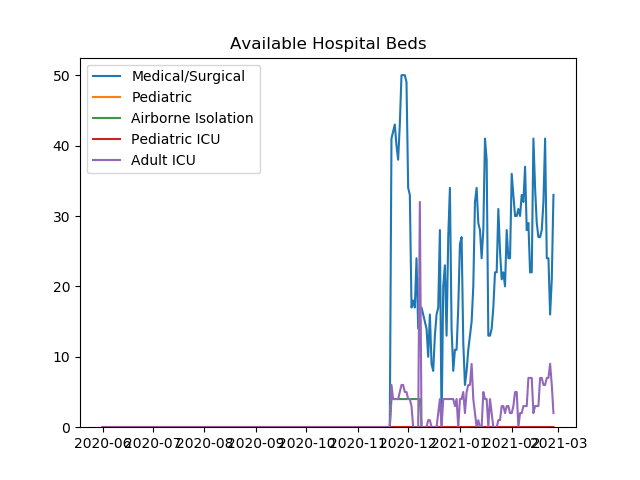 Available Hospital Beds
50
40
30
20
10
0
Medical/Surgical
Pediatric
Airborne Isolation
Pediatric ICU
Adult ICU
2020-06 2020-07 2020-08 2020-09 2020-10 2020-11 2020-12 2021-01 2021-02 2021-03